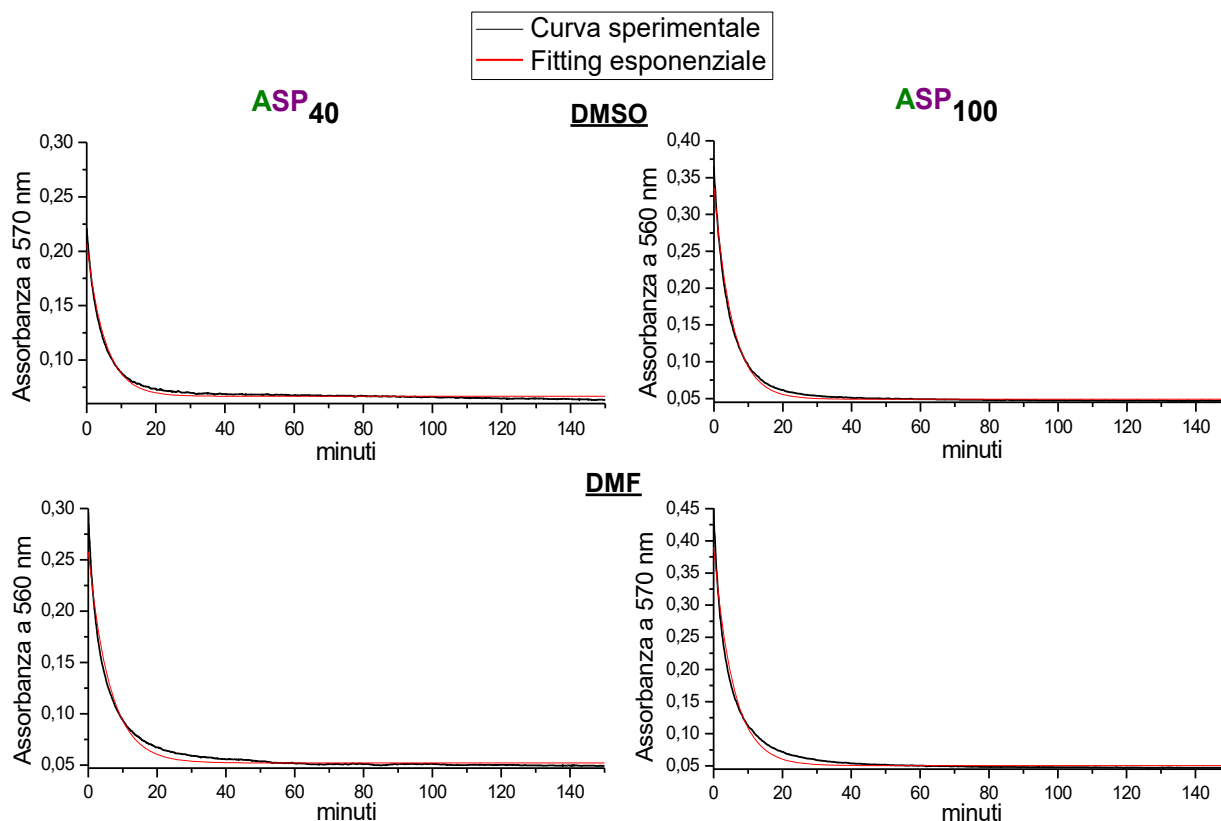 Curva sperimentale
Fitting esponenziale
ASP40
DMSO
ASP100
0,30
0,25
0,20
0,15
0,10
Assorbanza a 570 nm
0 20 40 60 80 100 120 140
minuti
0,40
0,35
0,30
0,25
0,20
0,15
0,10
0,05
Assorbanza a 560 nm
0 20 40 60 80 100 120 140
minuti
DMF
0,30
0,25
0,20
0,15
0,10
0,05
Assorbanza a 560 nm
0 20 40 60 80 100 120 140
minuti
0,45
0,40
0,35
0,30
0,25
0,20
0,15
0,10
0,05
Assorbanza a 570 nm
0 20 40 60 80 100 120 140
minuti